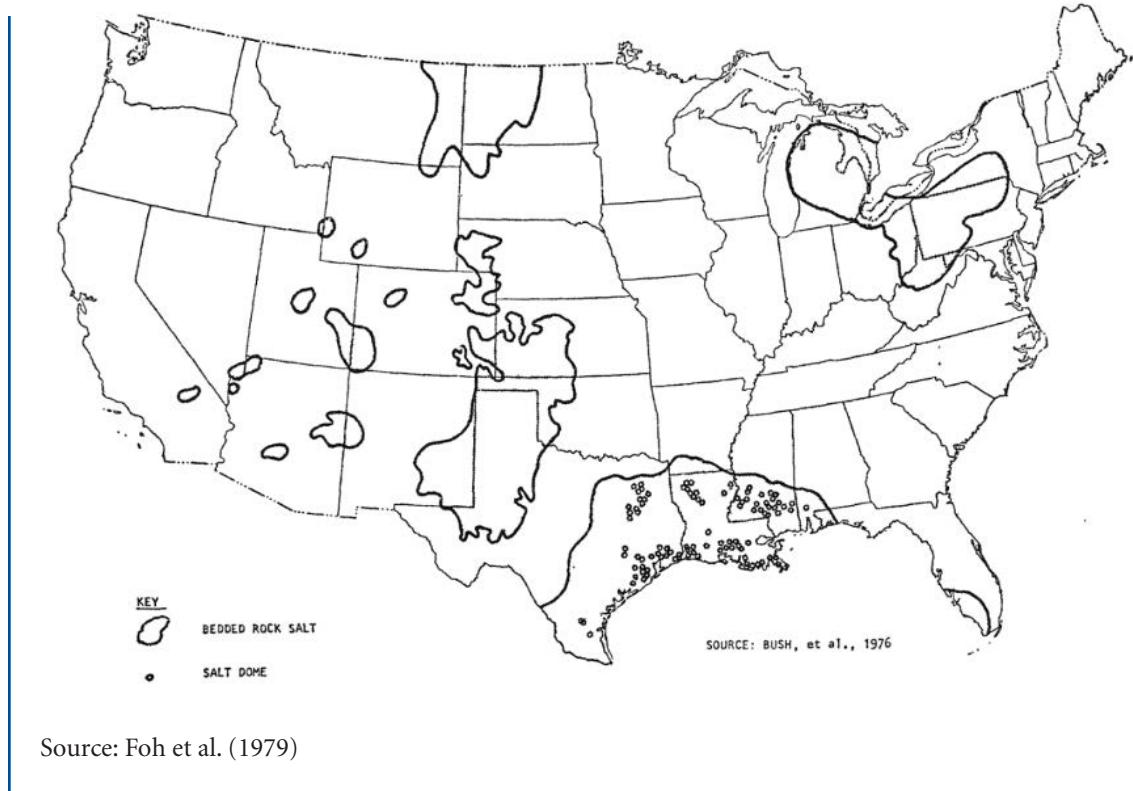 KEY
BEDDED ROCK SALT
SALT DOME
SOURCE: BUSH, et al., 1976
Source: Foh et al. (1979)